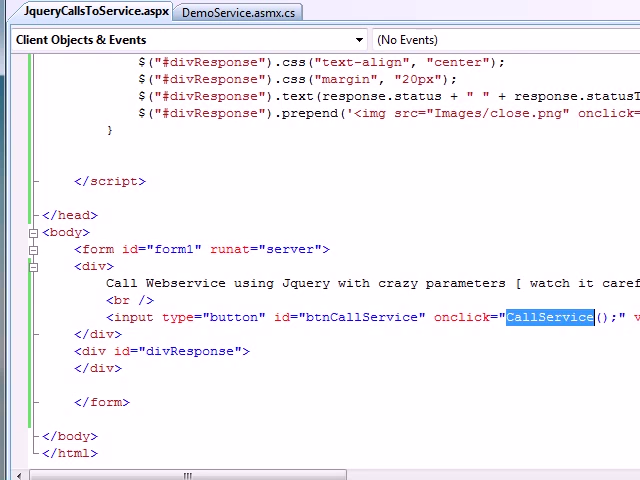 JqueryCallsToService.aspx DemoService.asmx.cs
Client Objects & Events (No Events)
$("#divResponse").css("text-align", "center");
$("#divResponse").css("margin", "20px");
$("#divResponse").text(response.status + " " + response.statusT
$("#divResponse").prepend('<img src="Images/close.png" onclick=
}
</script>
</head>
<body>
<form id="form1" runat="server">
<div>
Call Webservice using Jquery with crazy parameters [ watch it caref
<br />
<input type="button" id="btnCallService" onclick="CallService();" v
</div>
<div id="divResponse">
</div>
</form>
</body>
</html>